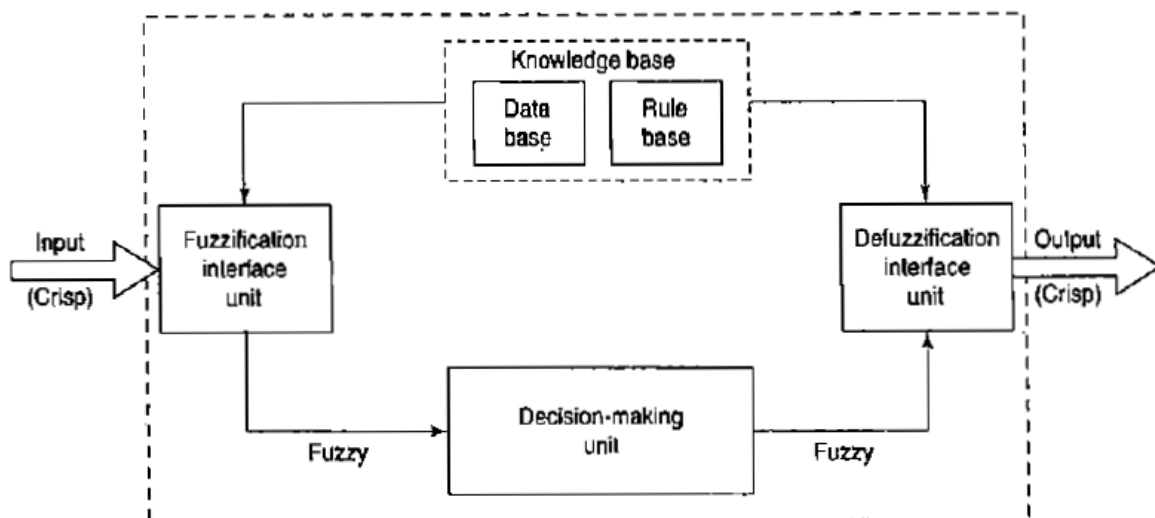 Knowledge base
Data
base
Rule
base
Input
(Crisp)
Fuzzification
interface
unit
Defuzzification
interface
unit
Output
(Crisp)
Decision-making
unit
Fuzzy
Fuzzy